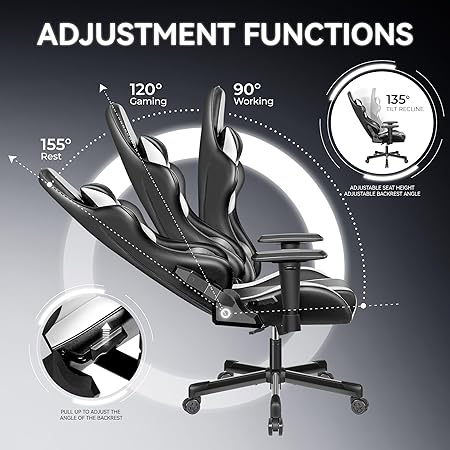 ADJUSTMENT FUNCTIONS
120°
Gaming
90°
Working
155°
Rest
135°
TILT RECLINE
ADJUSTABLE SEAT HEIGHT
ADJUSTABLE BACKREST ANGLE
PULL UP TO ADJUST THE
ANGLE OF THE BACKREST